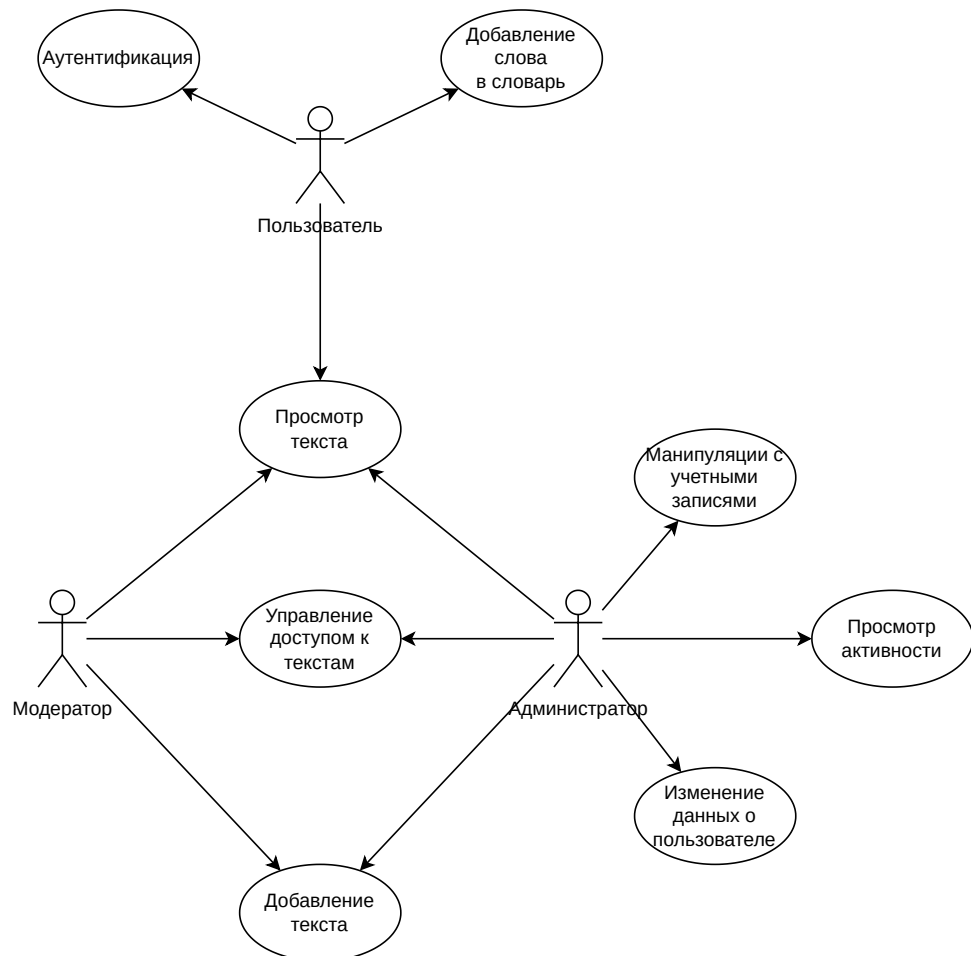 Аутентификация
Добавление
слова
в словарь
Пользователь
Просмотр
текста
Манипуляции с
учетными
записями
Управление
доступом к
текстам
Просмотр
активности
Модератор
Администратор
Изменение
данных о
пользователе
Добавление
текста